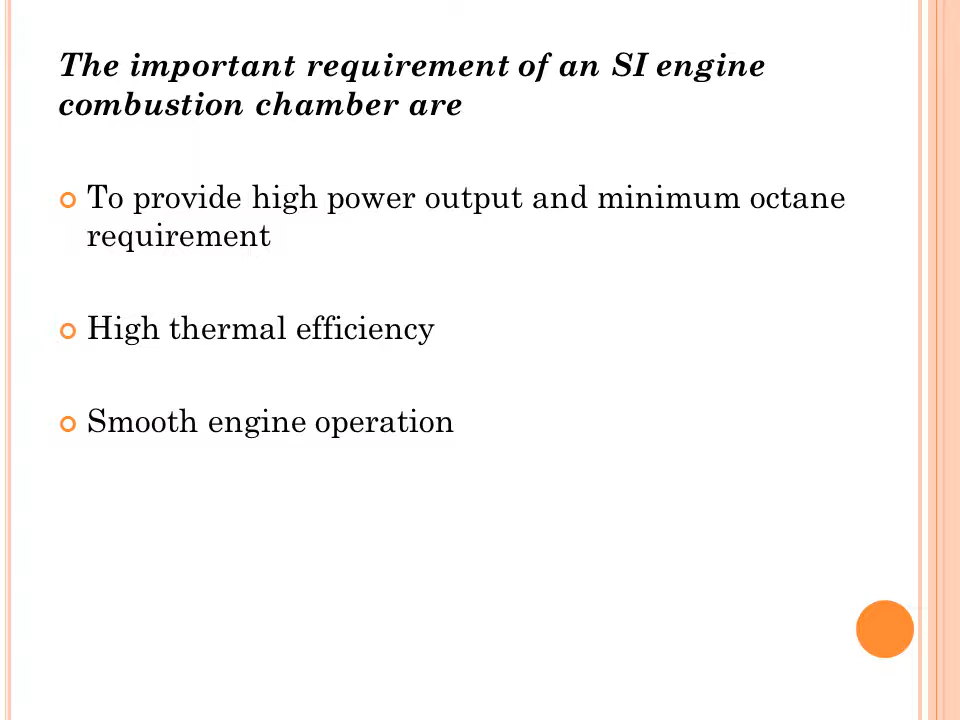 The important requirement of an SI engine
combustion chamber are
To provide high power output and minimum octane
requirement
High thermal efficiency
Smooth engine operation